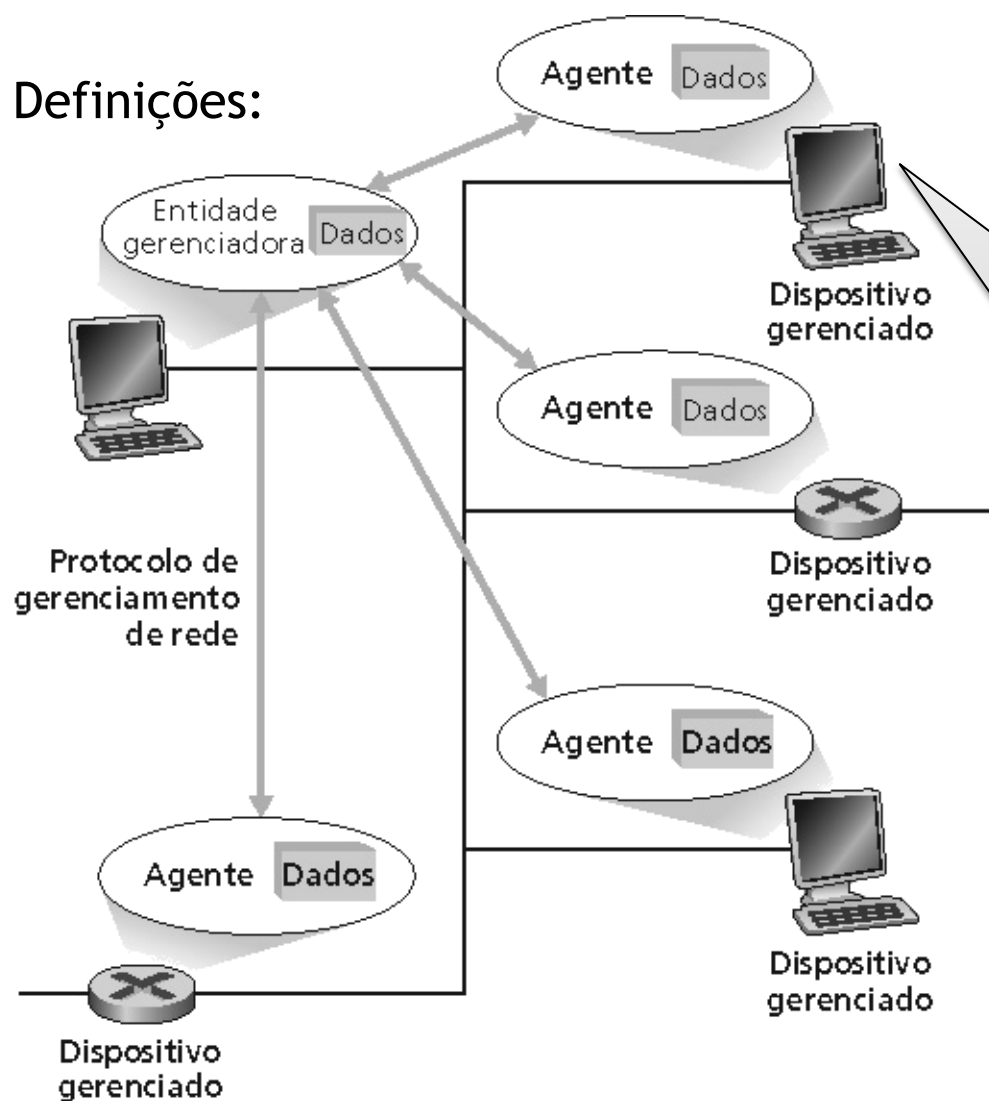 Definições:
Agente Dados
Entidade
gerenciadora Dados
Dispositivo
gerenciado
Agente Dados
Dispositivo
gerenciado
Protocolo de
gerenciamento
de rede
Agente Dados
Agente Dados
Dispositivo
gerenciado
Dispositivo
gerenciado